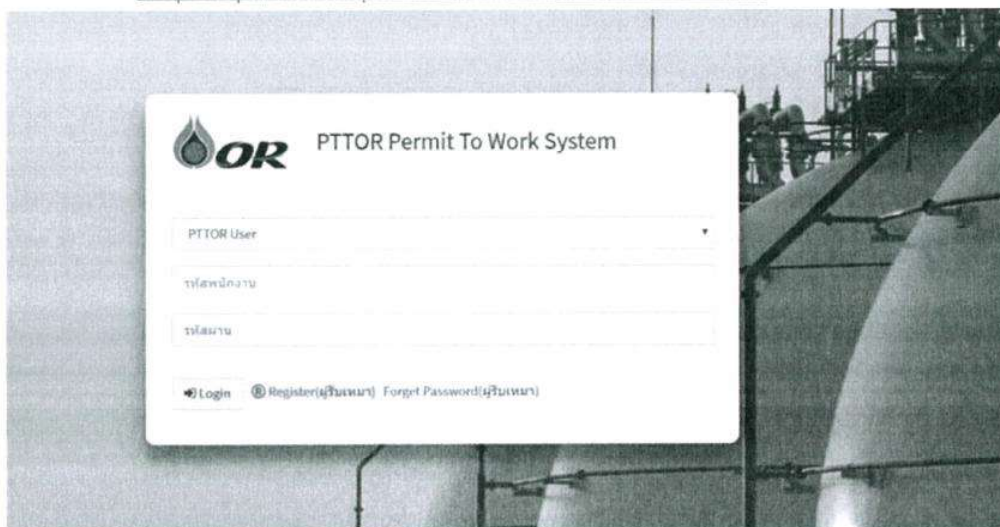 OR
PTTOR Permit To Work System
PTTOR User
รหัสพนักงาน
รหัสผ่าน
Login ® Register(ผู้รับเหมา) Forget Password(ผู้รับเหมา)